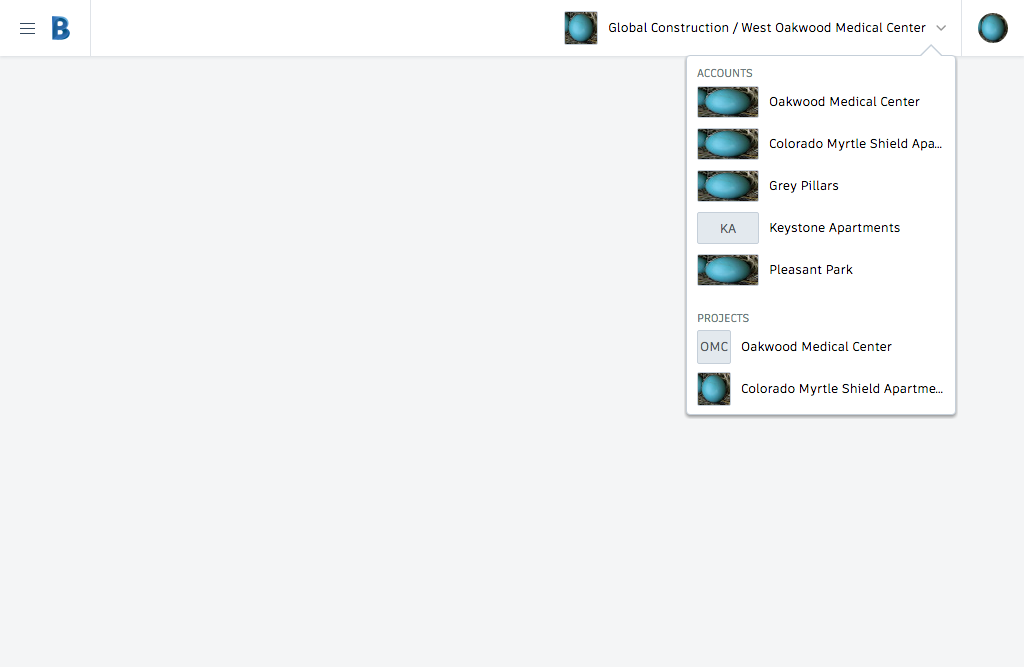 B
Global Construction / West Oakwood Medical Center
ACCOUNTS
Oakwood Medical Center
Colorado Myrtle Shield Apa...
Grey Pillars
KA
Keystone Apartments
Pleasant Park
PROJECTS
OMC
Oakwood Medical Center
Colorado Myrtle Shield Apartme...